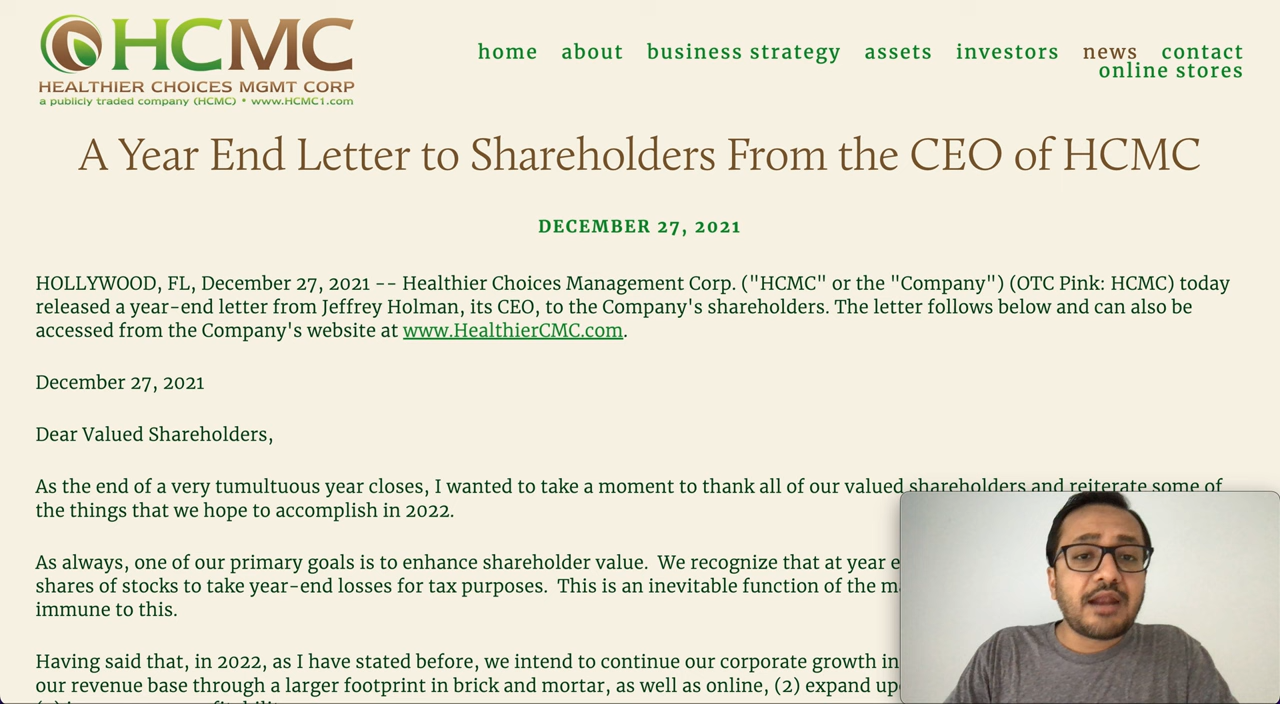 HCMC
HEALTHIER CHOICES MGMT CORP
a publicly traded company (HCMC) • www.HCMC1.com
home about business strategy assets investors news contact
online stores
A Year End Letter to Shareholders From the CEO of HCMC
DECEMBER 27, 2021
HOLLYWOOD, FL, December 27, 2021 -- Healthier Choices Management Corp. ("HCMC" or the "Company") (OTC Pink: HCMC) today
released a year-end letter from Jeffrey Holman, its CEO, to the Company's shareholders. The letter follows below and can also be
accessed from the Company's website at www.HealthierCMC.com.
December 27, 2021
Dear Valued Shareholders,
As the end of a very tumultuous year closes, I wanted to take a moment to thank all of our valued shareholders and reiterate some of
the things that we hope to accomplish in 2022.
As always, one of our primary goals is to enhance shareholder value. We recognize that at year
shares of stocks to take year-end losses for tax purposes. This is an inevitable function of the
immune to this.
Having said that, in 2022, as I have stated before, we intend to continue our corporate growth in
our revenue base through a larger footprint in brick and mortar, as well as online, (2) expand